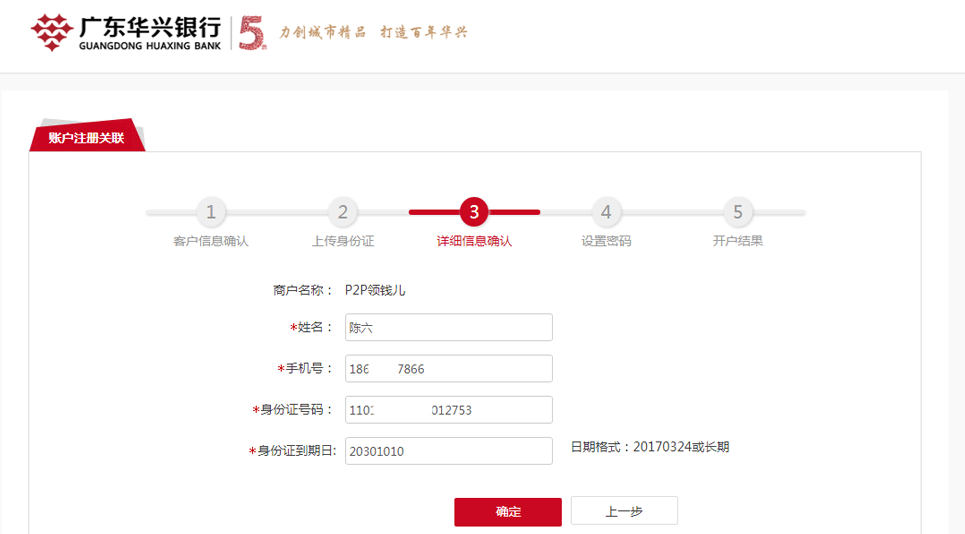 广东华兴银行
GUANGDONG HUAXING BANK
5
力创城市精品 打造百年华兴
账户注册关联
1 2 3 4 5
客户信息确认 上传身份证 详细信息确认 设置密码 开户结果
商户名称： P2P领钱儿
*姓名： 陈六
*手机号： 186 7866
*身份证号码： 110 012753
*身份证到期日: 20301010 日期格式：20170324或长期
确定 上一步